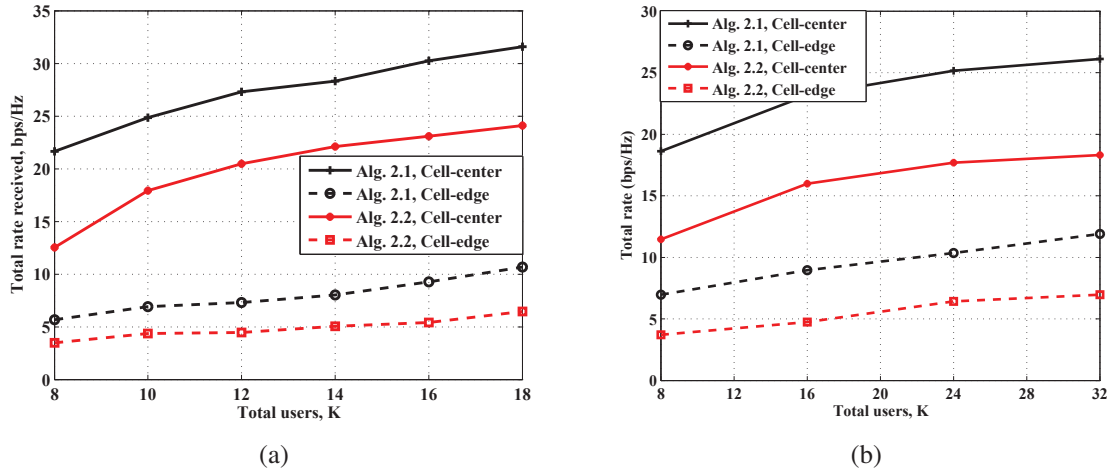 35
30
25
20
15
10
5
0
Total rate received, bps/Hz
Alg. 2.1, Cell-center
Alg. 2.1, Cell-edge
Alg. 2.2, Cell-center
Alg. 2.2, Cell-edge
8 10 12 14 16 18
Total users, K
(a)
30
25
20
15
10
5
0
Total rate (bps/Hz)
Alg. 2.1, Cell-center
Alg. 2.1, Cell-edge
Alg. 2.2, Cell-center
Alg. 2.2, Cell-edge
8 12 16 20 24 28 32
Total users, K
(b)